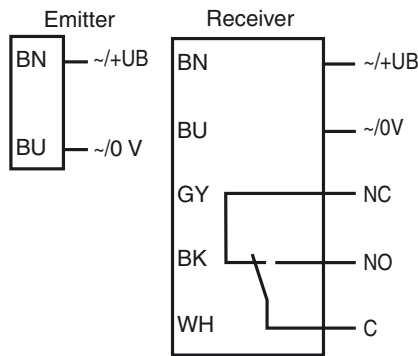 Emitter
BN ~/+UB
BU ~/0 V
Receiver
BN ~/+UB
BU ~/0V
GY NC
BK NO
WH C